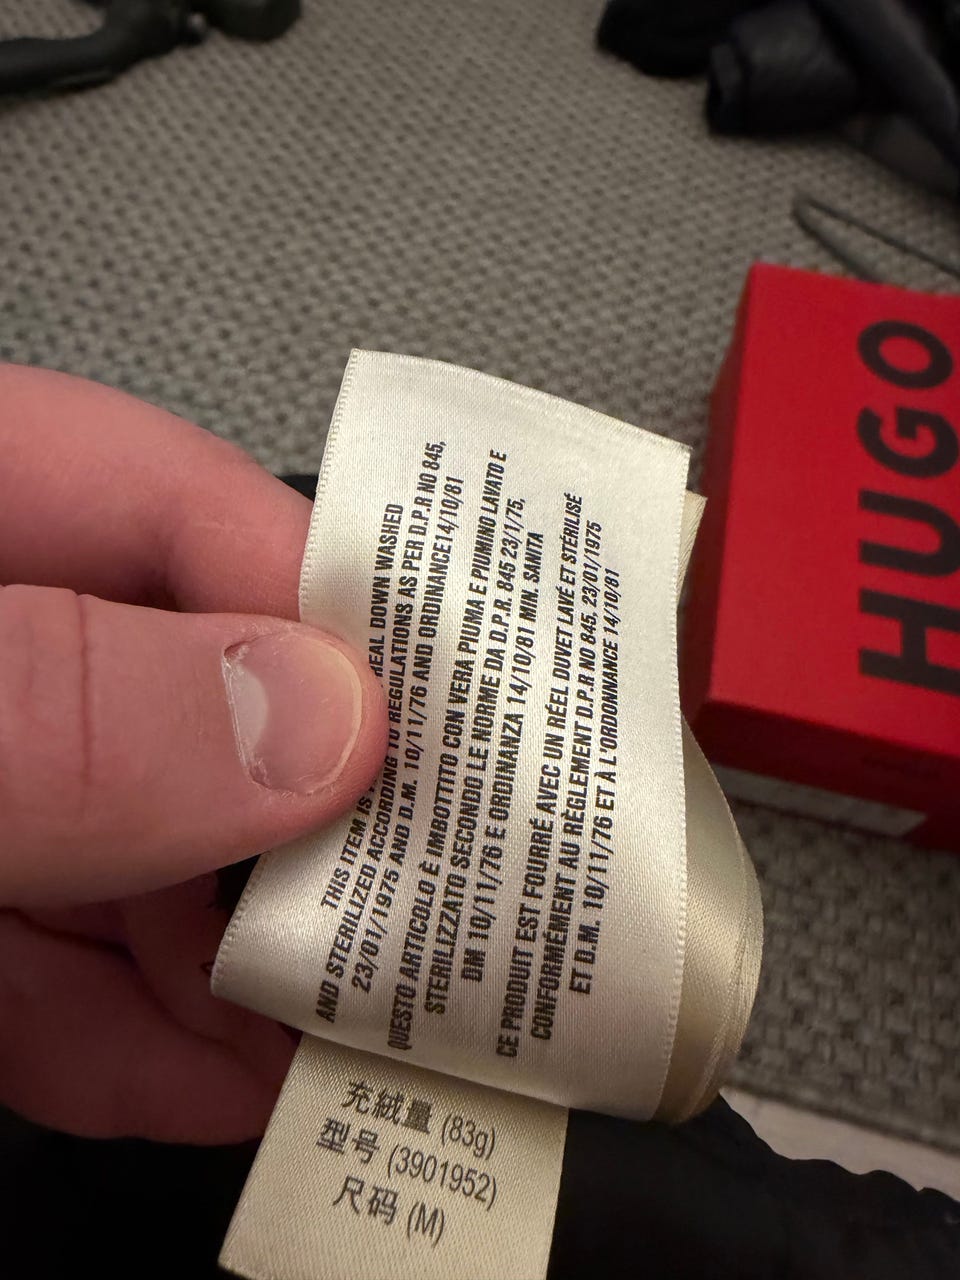 THIS ITEM IS REAL DOWN WASHED
AND STERILIZED ACCORDING TO REGULATIONS AS PER D.P.R NO 845,
23/01/1975 AND D.M. 10/11/76 AND ORDINANCE14/10/81
QUESTO ARTICOLO È IMBOTTITO CON VERA PIUMA E PIUMINO LAVATO E
STERILIZZATO SECONDO LE NORME DA D.P.R. 845 23/1/75,
DM 10/11/76 E ORDINANZA 14/10/81 MIN. SANITA
CE PRODUIT EST FOURRÉ AVEC UN RÉEL DUVET LAVÉ ET STÉRILISÉ
CONFORMÉMENT AU RÈGLEMENT D.P.R NO 845, 23/01/1975
ET D.M. 10/11/76 ET À L'ORDONNANCE 14/10/81
充絨量 (83g)
型号 (3901952)
尺码 (M)
HUGO